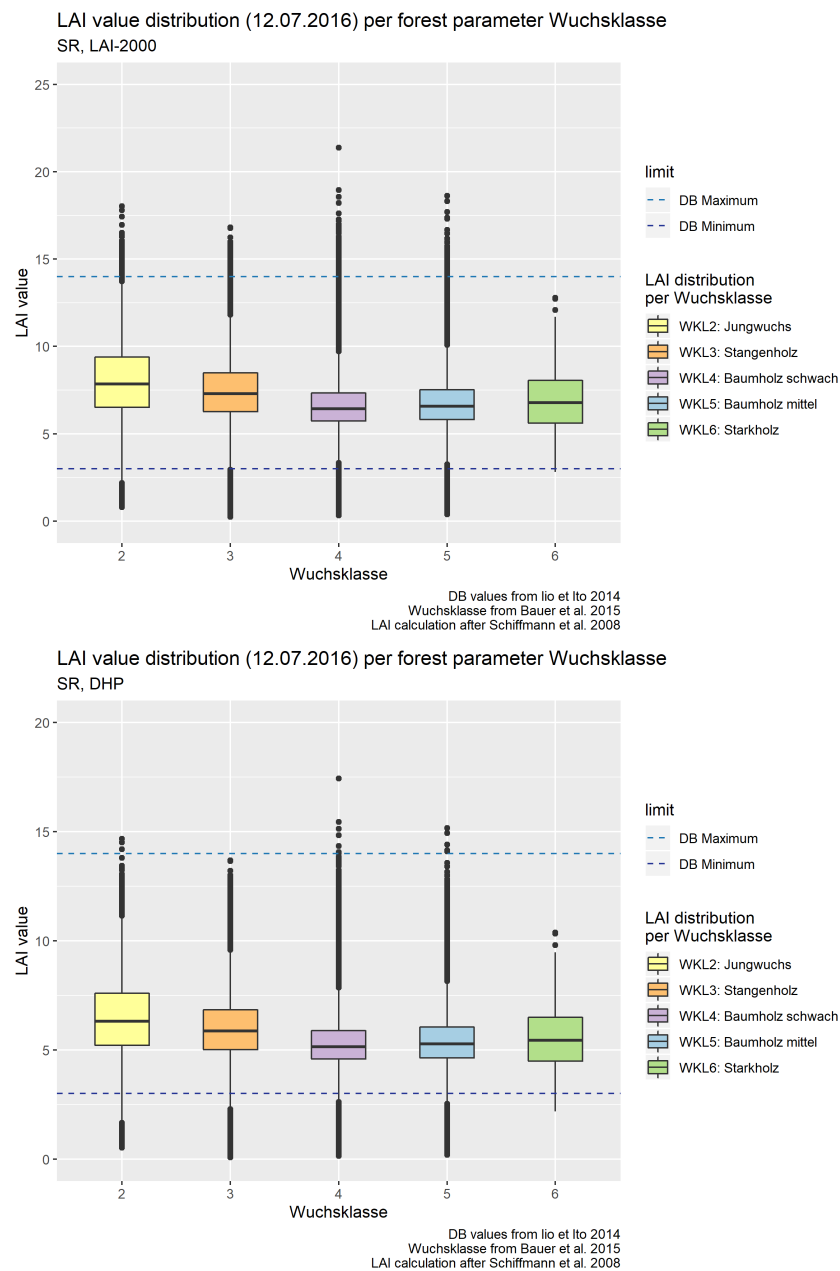 LAI value distribution (12.07.2016) per forest parameter Wuchsklasse
SR, LAI-2000
25
20
15
10
5
0
LAI value
2 3 4 5 6
Wuchsklasse
limit
DB Maximum
DB Minimum
LAI distribution
per Wuchsklasse
WKL2: Jungwuchs
WKL3: Stangenholz
WKL4: Baumholz schwach
WKL5: Baumholz mittel
WKL6: Starkholz
DB values from Iio et Ito 2014
Wuchsklasse from Bauer et al. 2015
LAI calculation after Schiffmann et al. 2008
LAI value distribution (12.07.2016) per forest parameter Wuchsklasse
SR, DHP
20
15
10
5
0
LAI value
2 3 4 5 6
Wuchsklasse
limit
DB Maximum
DB Minimum
LAI distribution
per Wuchsklasse
WKL2: Jungwuchs
WKL3: Stangenholz
WKL4: Baumholz schwach
WKL5: Baumholz mittel
WKL6: Starkholz
DB values from Iio et Ito 2014
Wuchsklasse from Bauer et al. 2015
LAI calculation after Schiffmann et al. 2008